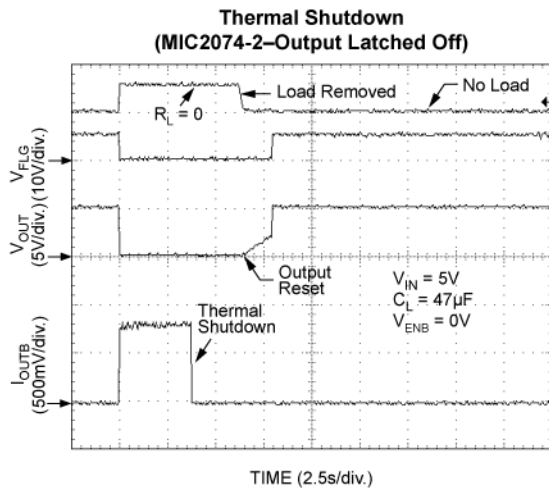 Thermal Shutdown
(MIC2074-2–Output Latched Off)
Load Removed
No Load
R_L = 0
V_FLG
(10V/div.)
V_OUT
(5V/div.)
Output
Reset
V_IN = 5V
C_L = 47µF
V_ENB = 0V
Thermal
Shutdown
I_OUTB
(500mV/div.)
TIME (2.5s/div.)